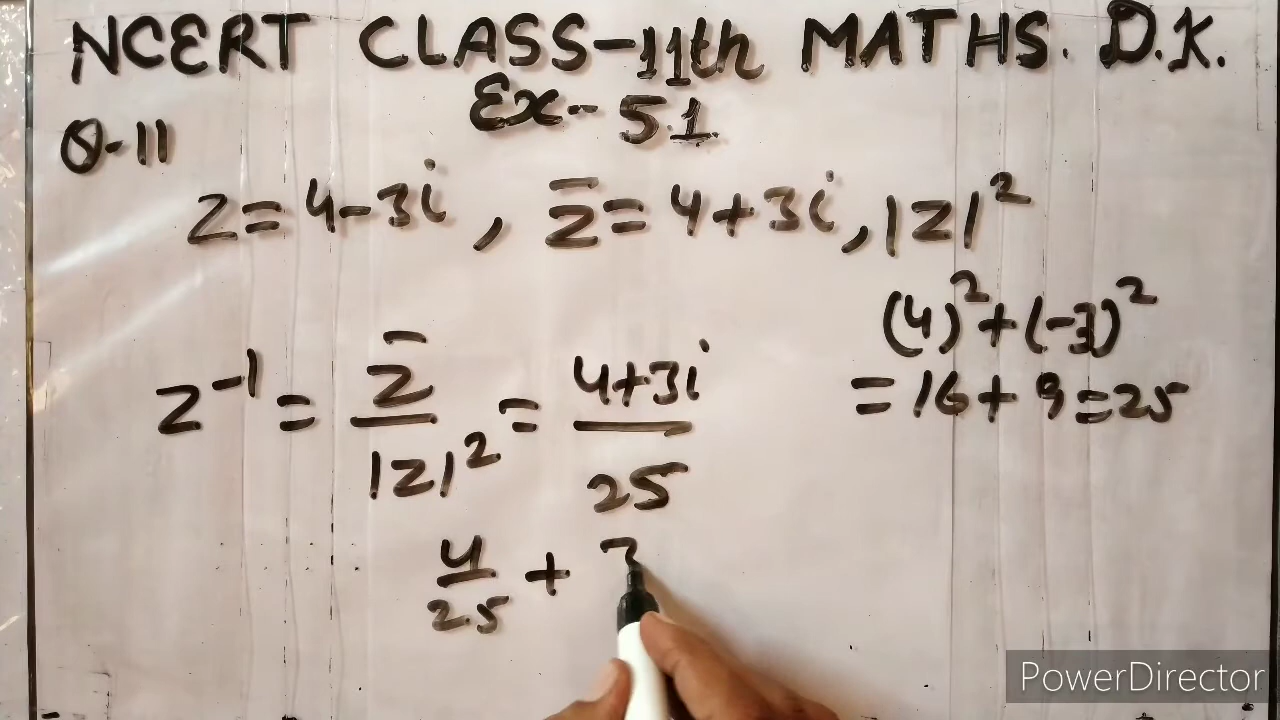 NCERT CLASS-11th MATHS. D.K.
Ex-5.1
Q-11
z=4-3i, z̅=4+3i, |z|²
(4)²+(-3)²
=16+9=25
z⁻¹ = z̅/|z|² = 4+3i/25
4/25 + 3
PowerDirector